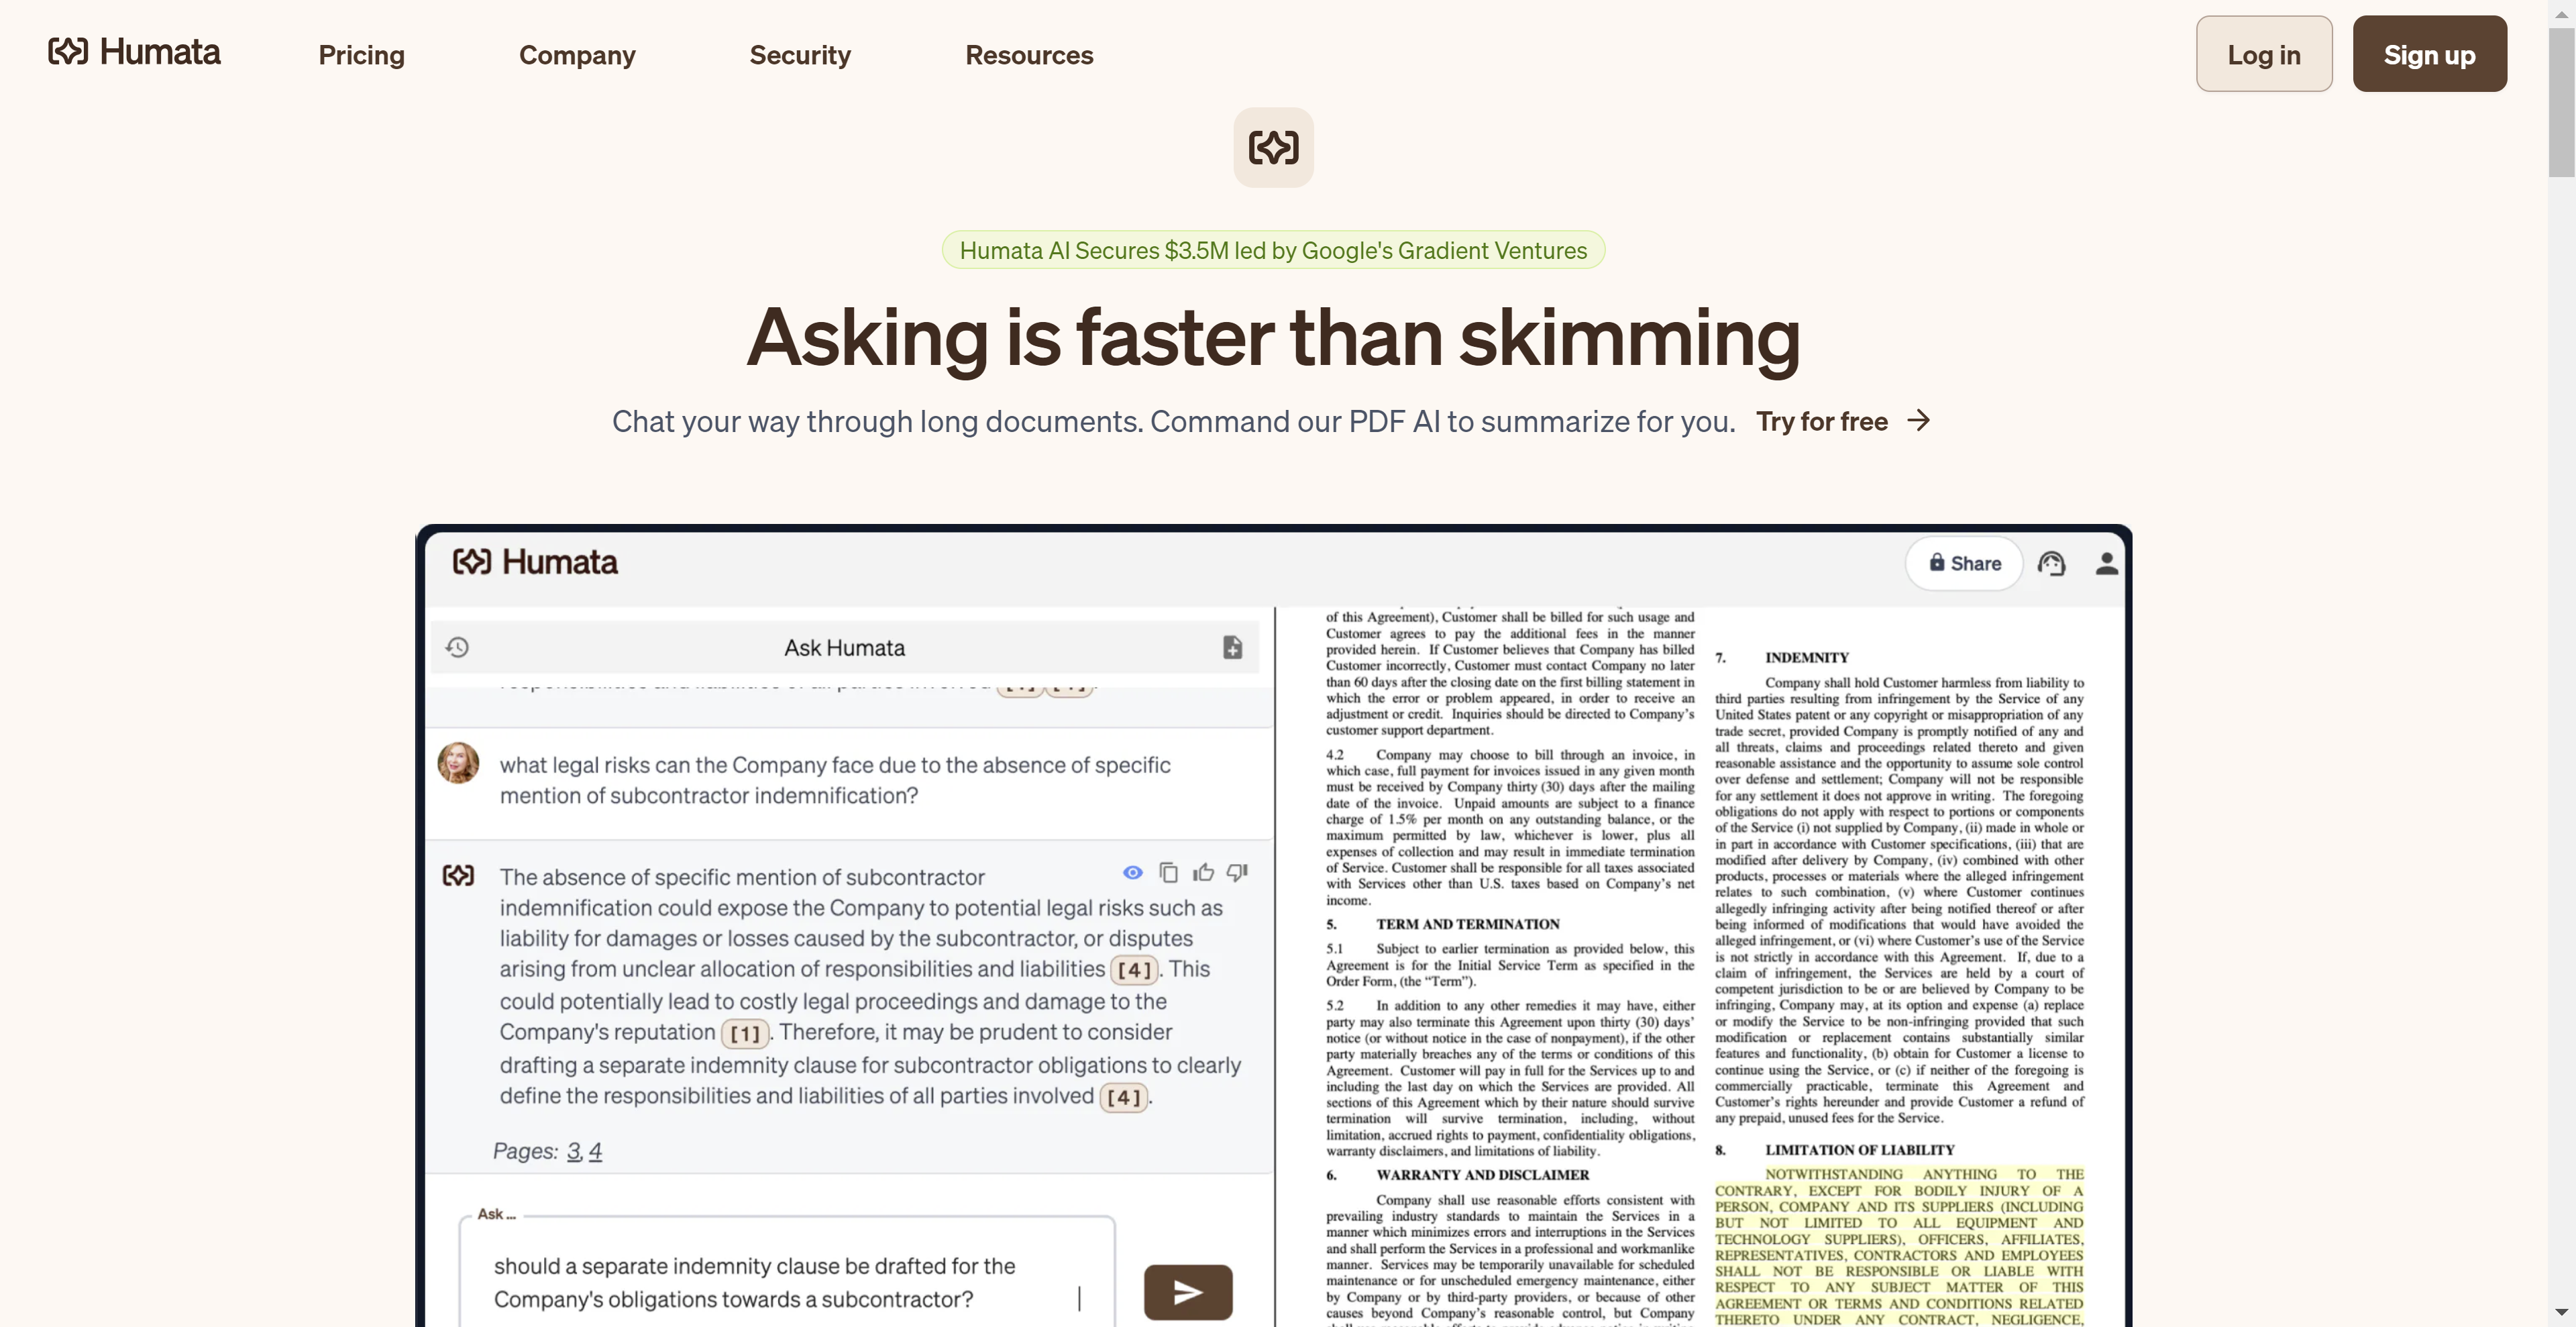 Humata
Pricing
Company
Security
Resources
Log in
Sign up
Humata AI Secures $3.5M led by Google's Gradient Ventures
Asking is faster than skimming
Chat your way through long documents. Command our PDF AI to summarize for you. Try for free →
Humata
Share
Ask Humata
what legal risks can the Company face due to the absence of specific
mention of subcontractor indemnification?
The absence of specific mention of subcontractor
indemnification could expose the Company to potential legal risks such as
liability for damages or losses caused by the subcontractor, or disputes
arising from unclear allocation of responsibilities and liabilities [4]. This
could potentially lead to costly legal proceedings and damage to the
Company's reputation [1]. Therefore, it may be prudent to consider
drafting a separate indemnity clause for subcontractor obligations to clearly
define the responsibilities and liabilities of all parties involved [4].
Pages: 3, 4
Ask ...
should a separate indemnity clause be drafted for the
Company's obligations towards a subcontractor?
of this Agreement), Customer shall be billed for such usage and
Customer agrees to pay the additional fees in the manner
provided herein. If Customer believes that Company has billed
Customer incorrectly, Customer must contact Company no later
than 60 days after the closing date on the first billing statement in
which the error or problem appeared, in order to receive an
adjustment or credit. Inquiries should be directed to Company's
customer support department.
4.2 Company may choose to bill through an invoice, in
which case, full payment for invoices issued in any given month
must be received by Company thirty (30) days after the mailing
date of the invoice. Unpaid amounts are subject to a finance
charge of 1.5% per month on any outstanding balance, or the
maximum permitted by law, whichever is lower, plus all
expenses of collection and may result in immediate termination
of Service. Customer shall be responsible for all taxes associated
with Services other than U.S. taxes based on Company's net
income.
5. TERM AND TERMINATION
5.1 Subject to earlier termination as provided below, this
Agreement is for the Initial Service Term as specified in the
Order Form, (the “Term”).
5.2 In addition to any other remedies it may have, either
party may also terminate this Agreement upon thirty (30) days'
notice (or without notice in the case of nonpayment), if the other
party materially breaches any of the terms or conditions of this
Agreement. Customer will pay in full for the Services up to and
including the last day on which the Services are provided. All
sections of this Agreement which by their nature should survive
termination will survive termination, including, without
limitation, accrued rights to payment, confidentiality obligations,
warranty disclaimers, and limitations of liability.
6. WARRANTY AND DISCLAIMER
Company shall use reasonable efforts consistent with
prevailing industry standards to maintain the Services in a
manner which minimizes errors and interruptions in the Services
and shall perform the Services in a professional and workmanlike
manner. Services may be temporarily unavailable for scheduled
maintenance or for unscheduled emergency maintenance, either
by Company or by third-party providers, or because of other
causes beyond Company's reasonable control, but Company
7. INDEMNITY
Company shall hold Customer harmless from liability to
third parties resulting from infringement by the Service of any
United States patent or any copyright or misappropriation of any
trade secret, provided Company is promptly notified of any and
all threats, claims and proceedings related thereto and given
reasonable assistance and the opportunity to assume sole control
over defense and settlement; Company will not be responsible
for any settlement it does not approve in writing. The foregoing
obligations do not apply with respect to portions or components
of the Service (i) not supplied by Company, (ii) made in whole or
in part in accordance with Customer specifications, (iii) that are
modified after delivery by Company, (iv) combined with other
products, processes or materials where the alleged infringement
relates to such combination, (v) where Customer continues
allegedly infringing activity after being notified thereof or after
being informed of modifications that would have avoided the
alleged infringement, or (vi) where Customer's use of the Service
is not strictly in accordance with this Agreement. If, due to a
claim of infringement, the Services are held by a court of
competent jurisdiction to be or are believed by Company to be
infringing, Company may, at its option and expense (a) replace
or modify the Service to be non-infringing provided that such
modification or replacement contains substantially similar
features and functionality, (b) obtain for Customer a license to
continue using the Service, or (c) if neither of the foregoing is
commercially practicable, terminate this Agreement and
Customer's rights hereunder and provide Customer a refund of
any prepaid, unused fees for the Service.
8. LIMITATION OF LIABILITY
NOTWITHSTANDING ANYTHING TO THE
CONTRARY, EXCEPT FOR BODILY INJURY OF A
PERSON, COMPANY AND ITS SUPPLIERS (INCLUDING
BUT NOT LIMITED TO ALL EQUIPMENT AND
TECHNOLOGY SUPPLIERS), OFFICERS, AFFILIATES,
REPRESENTATIVES, CONTRACTORS AND EMPLOYEES
SHALL NOT BE RESPONSIBLE OR LIABLE WITH
RESPECT TO ANY SUBJECT MATTER OF THIS
AGREEMENT OR TERMS AND CONDITIONS RELATED
THERETO UNDER ANY CONTRACT, NEGLIGENCE,